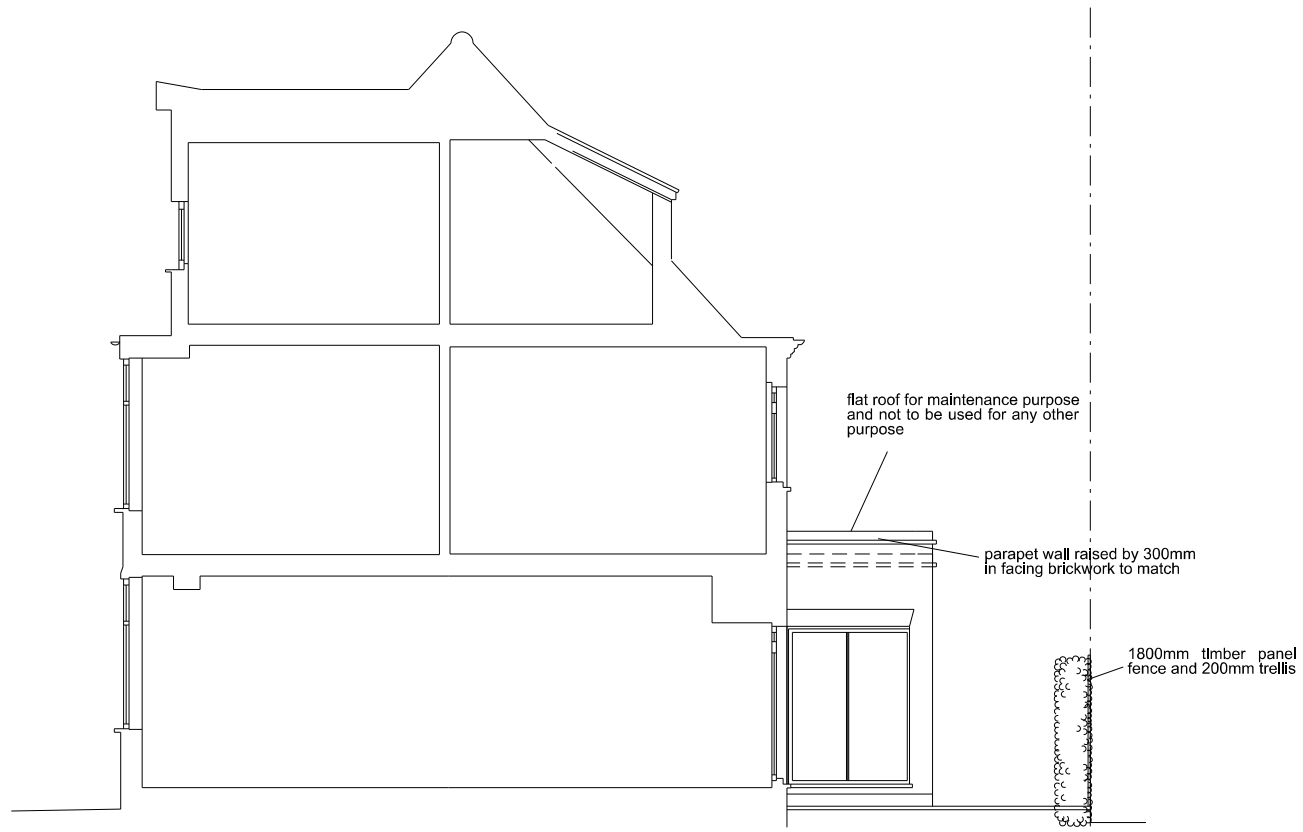 flat roof for maintenance purpose
and not to be used for any other
purpose
parapet wall raised by 300mm
in facing brickwork to match
1800mm timber panel
fence and 200mm trellis